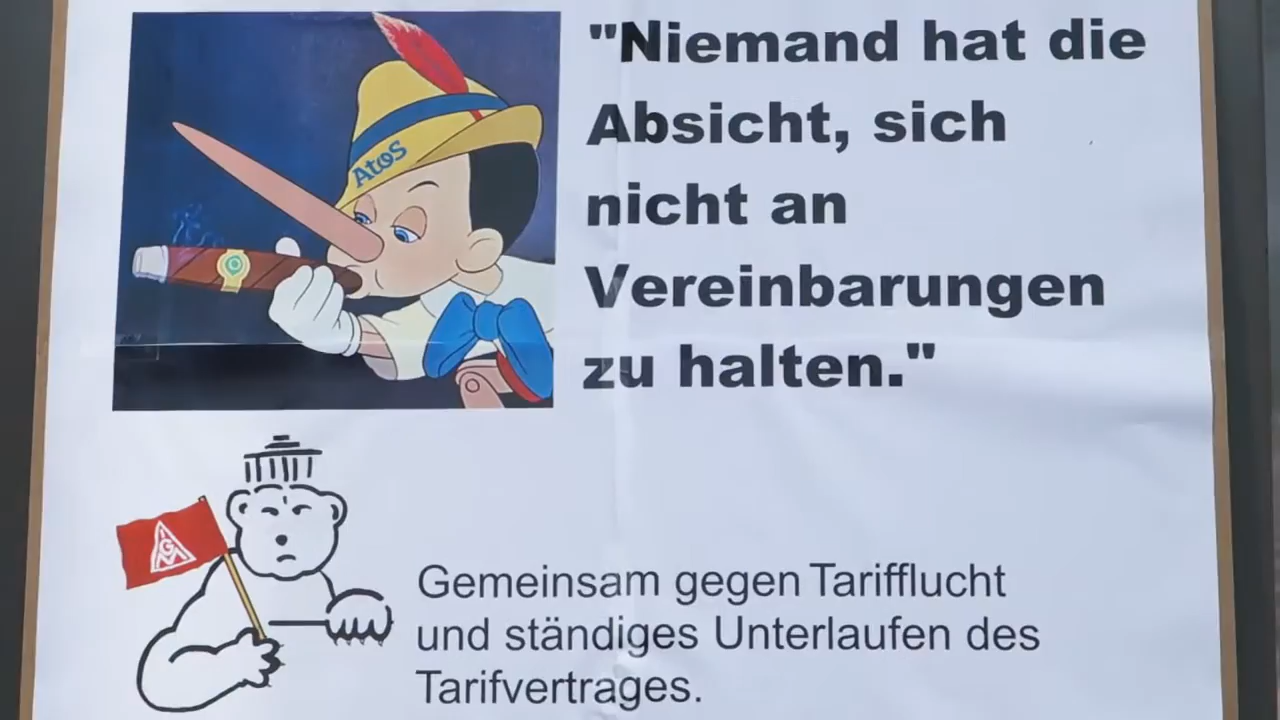 "Niemand hat die
Absicht, sich
nicht an
Vereinbarungen
zu halten."
Atos
IGM
Gemeinsam gegen Tarifflucht
und ständiges Unterlaufen des
Tarifvertrages.